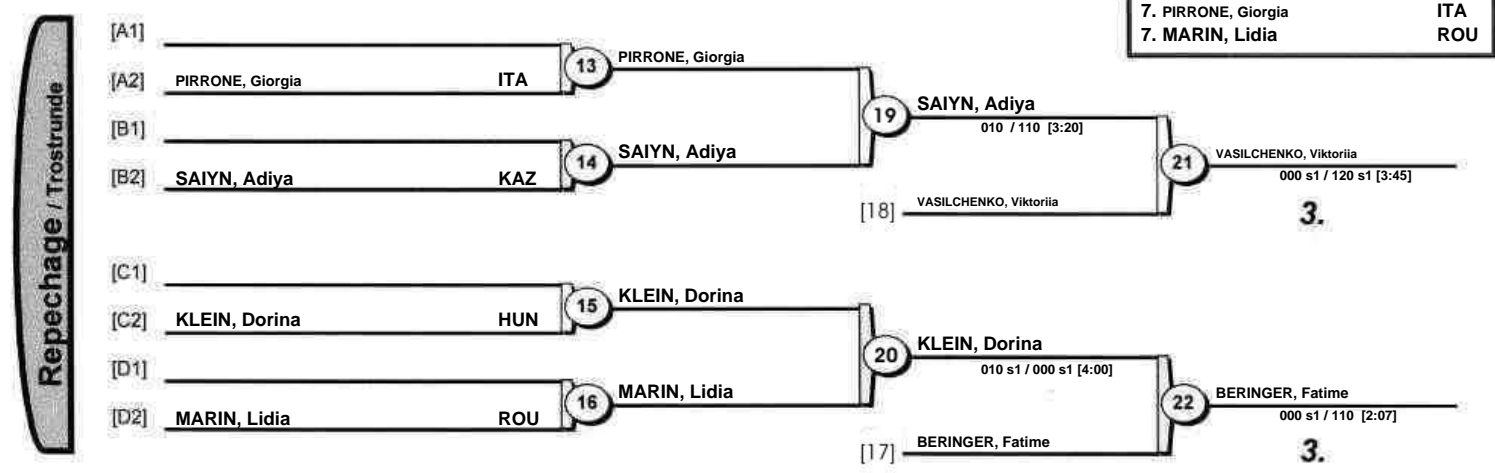 7. PIRRONE, Giorgia ITA
7. MARIN, Lidia ROU
Repechage / Trostrunde
[A1]
[A2] PIRRONE, Giorgia ITA
13 PIRRONE, Giorgia
[B1]
[B2] SAIYN, Adiya KAZ
14 SAIYN, Adiya
19 SAIYN, Adiya
010 / 110 [3:20]
[18] VASILCHENKO, Viktoriia
21 VASILCHENKO, Viktoriia
000 s1 / 120 s1 [3:45]
3.
[C1]
[C2] KLEIN, Dorina HUN
15 KLEIN, Dorina
[D1]
[D2] MARIN, Lidia ROU
16 MARIN, Lidia
20 KLEIN, Dorina
010 s1 / 000 s1 [4:00]
[17] BERINGER, Fatime
22 BERINGER, Fatime
000 s1 / 110 [2:07]
3.